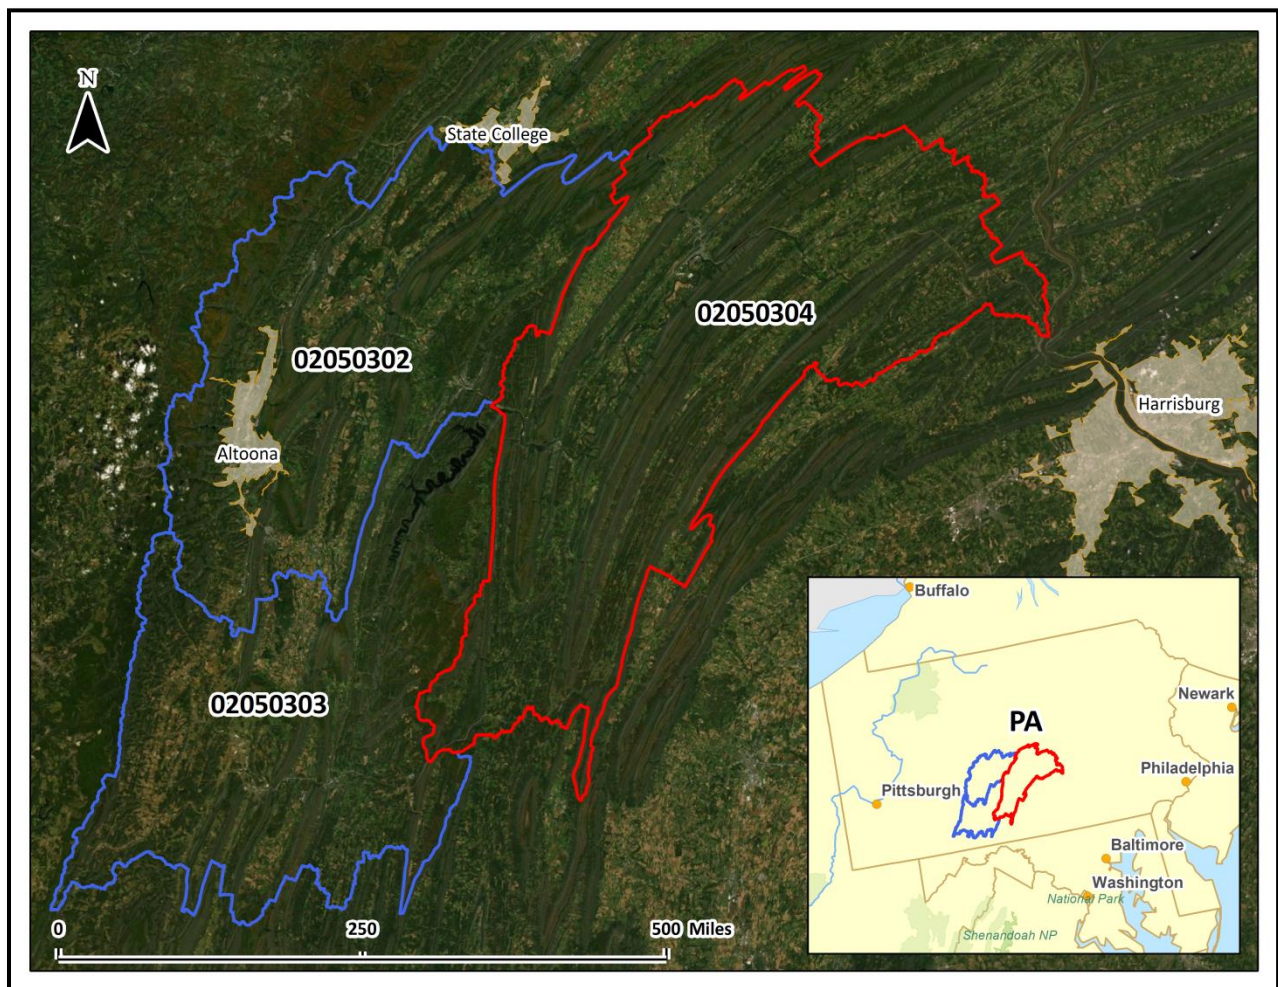 N
State College
02050304
02050302
Harrisburg
Altoona
02050303
0 250 500 Miles
Buffalo
Newark
PA
Philadelphia
Pittsburgh
Baltimore
Washington
National Park
Shenandoah NP